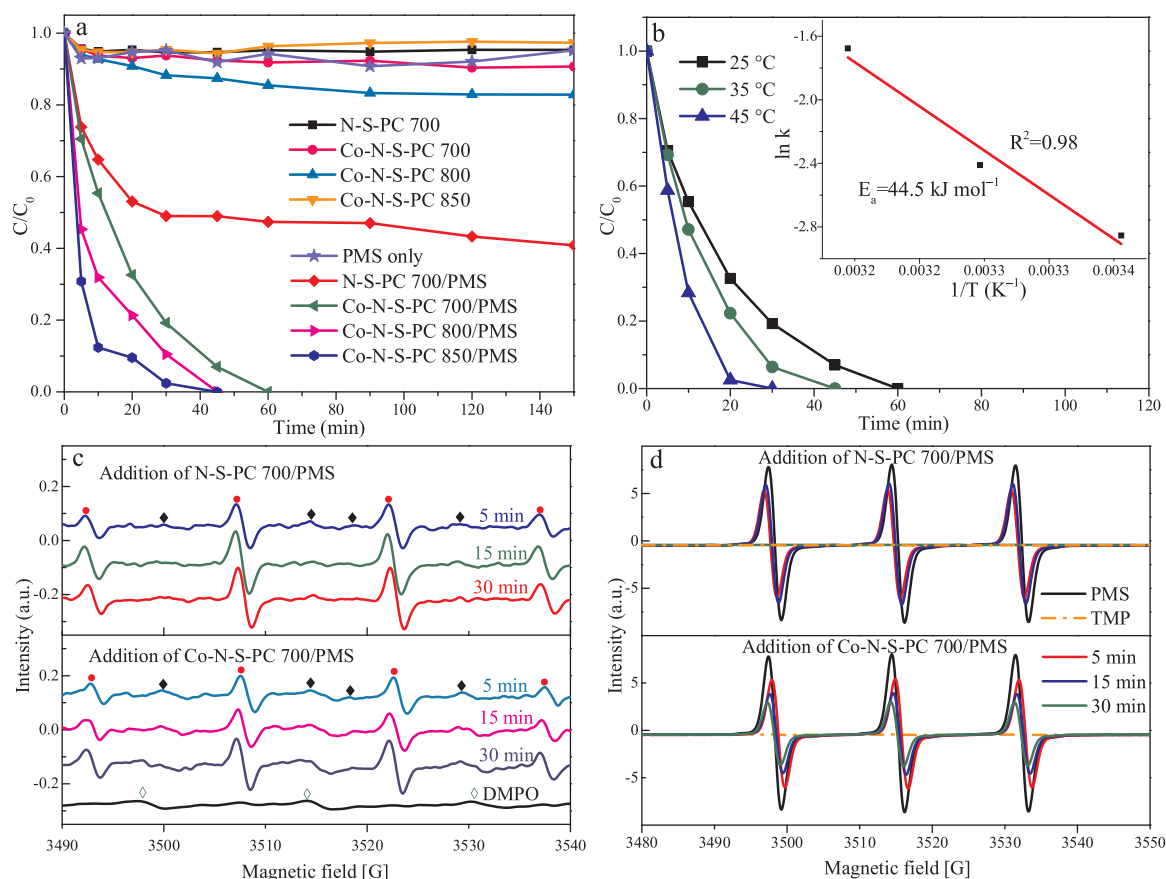 a
C/C0
1.0
0.8
0.6
0.4
0.2
0.0
N-S-PC 700
Co-N-S-PC 700
Co-N-S-PC 800
Co-N-S-PC 850
PMS only
N-S-PC 700/PMS
Co-N-S-PC 700/PMS
Co-N-S-PC 800/PMS
Co-N-S-PC 850/PMS
0 20 40 60 80 100 120 140
Time (min)
b
C/C0
1.0
0.8
0.6
0.4
0.2
0.0
25 °C
35 °C
45 °C
ln k
-1.6
-2.0
-2.4
-2.8
R²=0.98
Ea=44.5 kJ mol⁻¹
0.0032 0.0032 0.0033 0.0033 0.0034
1/T (K⁻¹)
0 20 40 60 80 100 120
Time (min)
c
Intensity (a.u.)
Addition of N-S-PC 700/PMS
0.2
0.0
-0.2
5 min
15 min
30 min
Addition of Co-N-S-PC 700/PMS
0.2
0.0
-0.2
5 min
15 min
30 min
DMPO
3490 3500 3510 3520 3530 3540
Magnetic field [G]
d
Intensity (a.u.)
Addition of N-S-PC 700/PMS
5
0
-5
PMS
TMP
Addition of Co-N-S-PC 700/PMS
5
0
-5
5 min
15 min
30 min
3480 3490 3500 3510 3520 3530 3540 3550
Magnetic field [G]